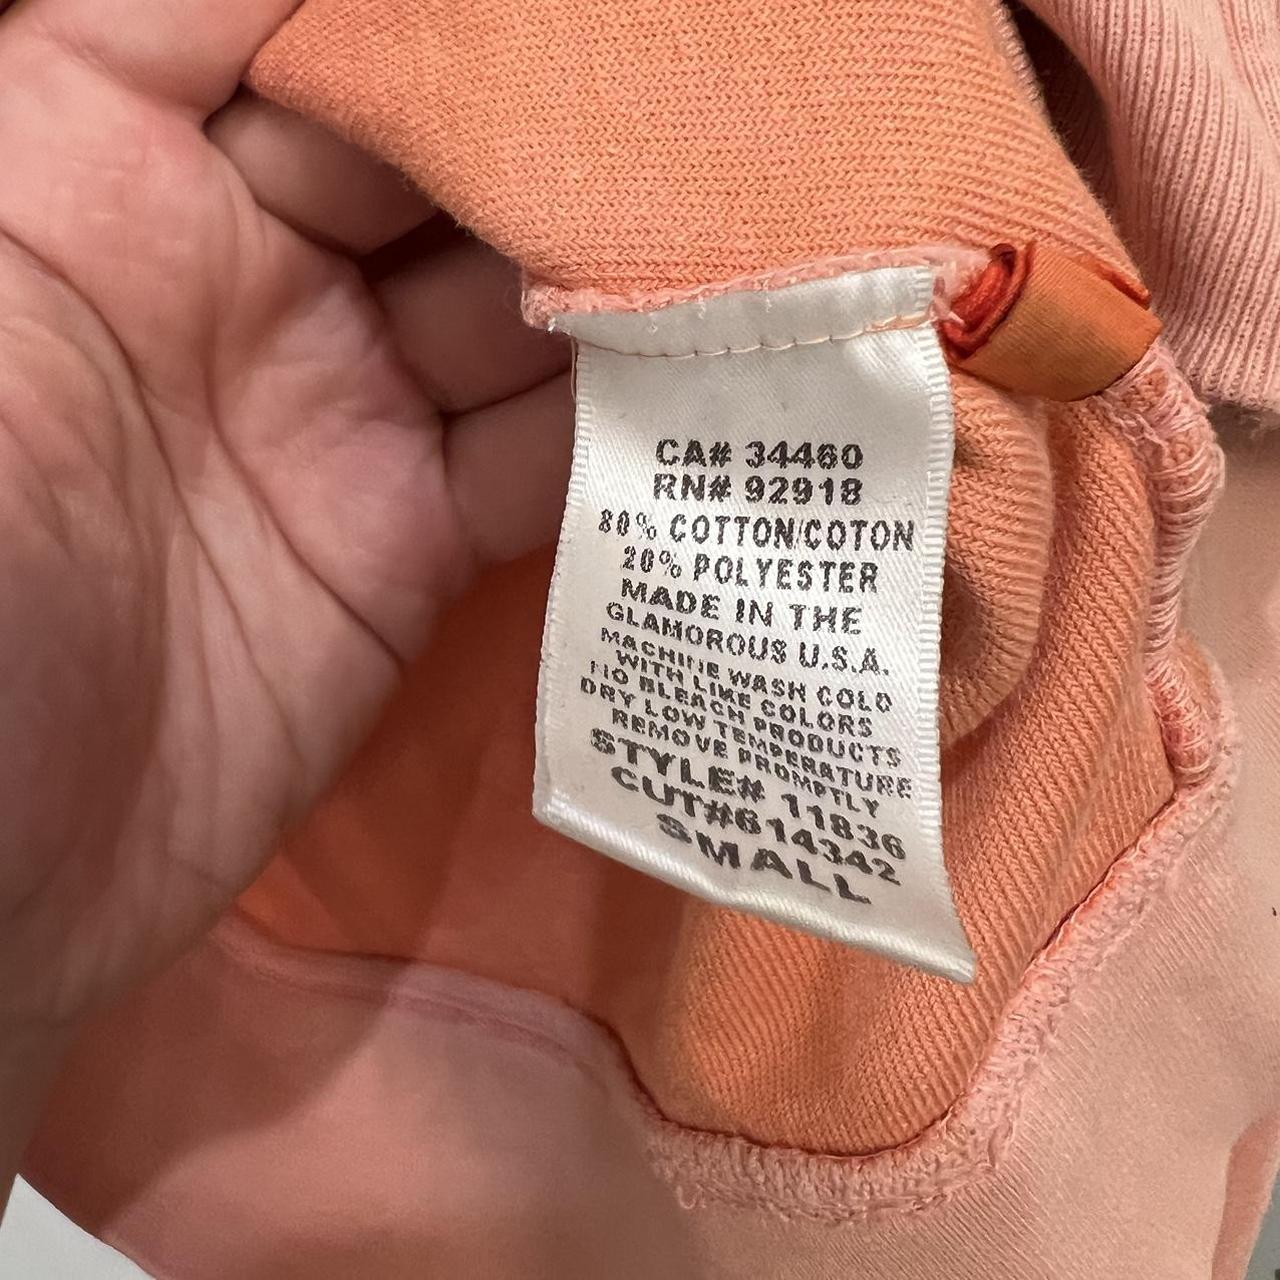 CA# 34460
RN# 92918
80% COTTON/COTON
20% POLYESTER
MADE IN THE
GLAMOROUS U.S.A.
MACHINE WASH COLD
WITH LIKE COLORS
NO BLEACH PRODUCTS
DRY LOW TEMPERATURE
REMOVE PROMPTLY
STYLE# 11836
CUT#614342
SMALL